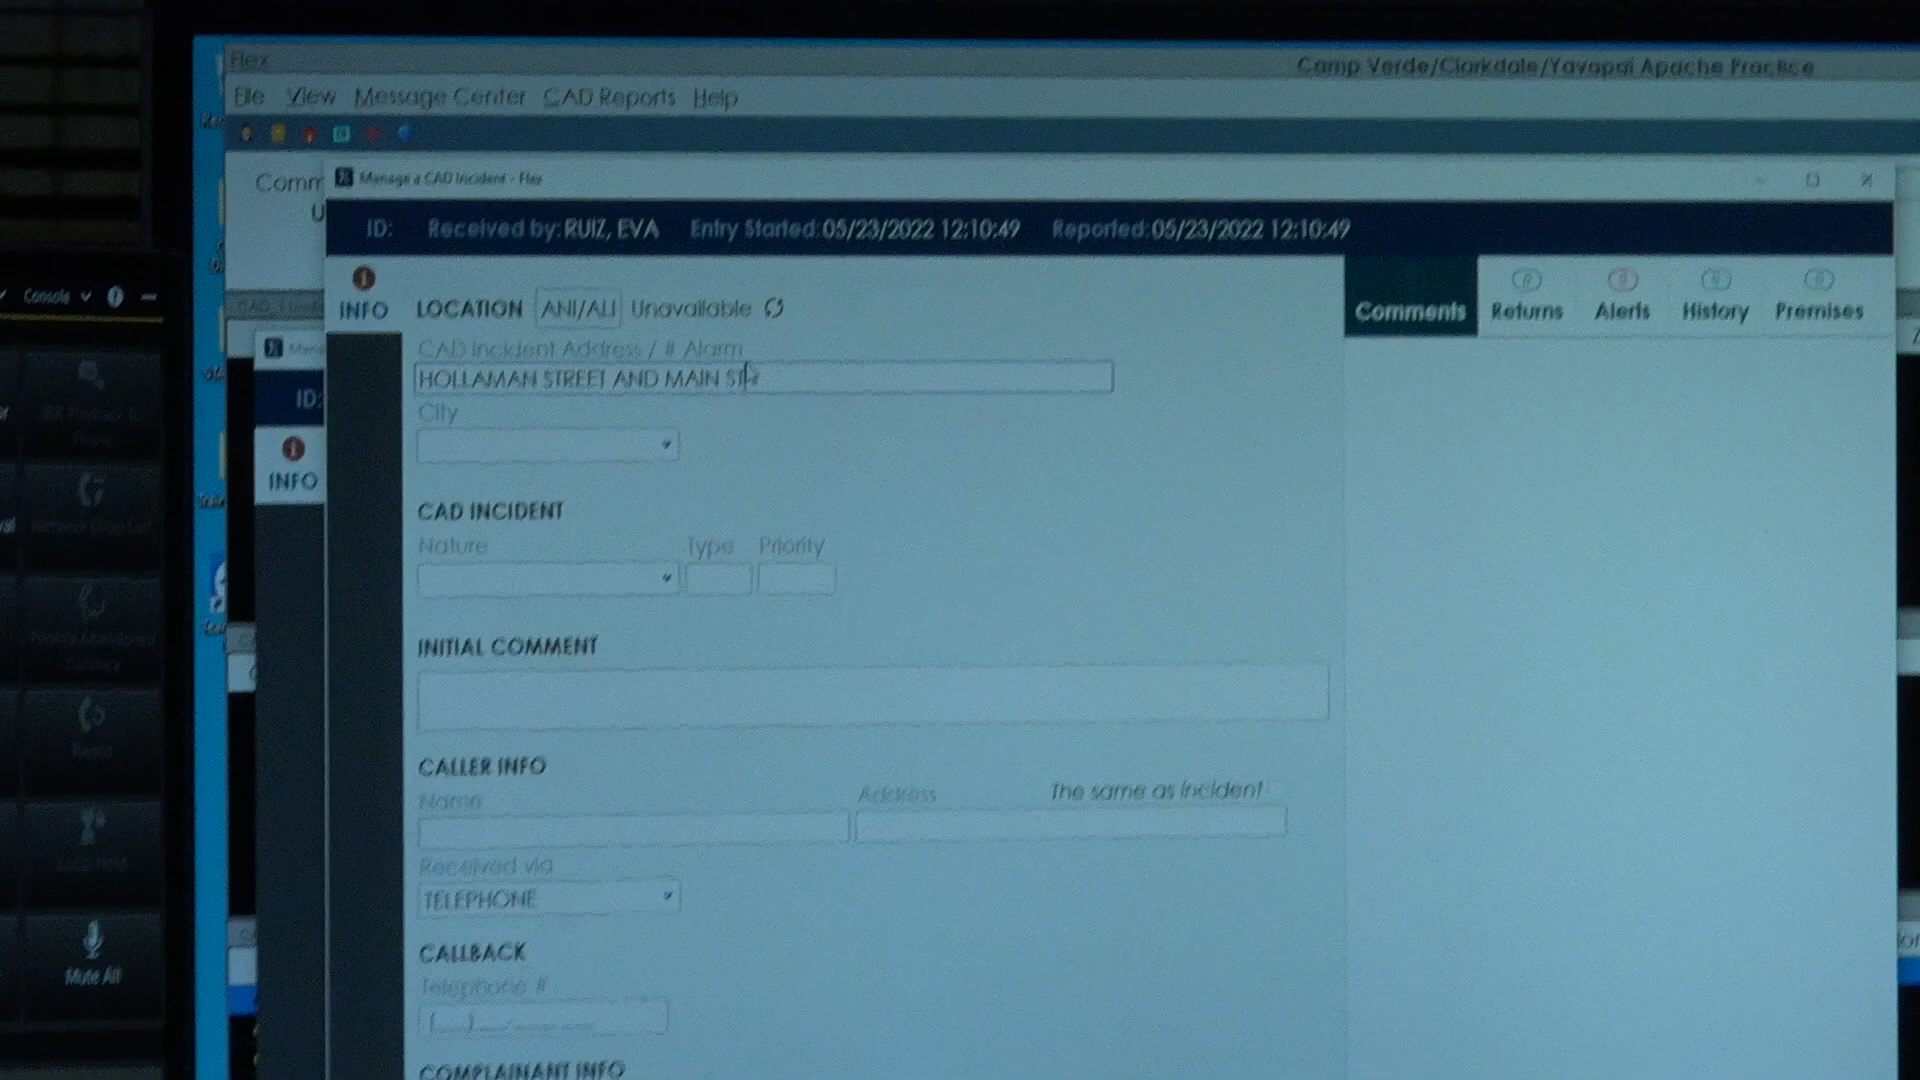 Flex
Camp Verde/Clarkdale/Yavapai Apache Practice
File View Message Center CAD Reports Help
Comm
Manage a CAD Incident - Flex
U
ID: Received by: RUIZ, EVA Entry Started: 05/23/2022 12:10:49 Reported: 05/23/2022 12:10:49
Console
INFO
LOCATION ANI/ALI Unavailable
Comments Returns Alerts History Premises
CAD Incident Address / # Alarm
HOLLAMAN STREET AND MAIN ST
ID:
City
INFO
CAD INCIDENT
Nature Type Priority
INITIAL COMMENT
CALLER INFO
Name Address The same as incident
Received via
TELEPHONE
CALLBACK
Mute All
Telephone #
(__)___-____
COMPLAINANT INFO